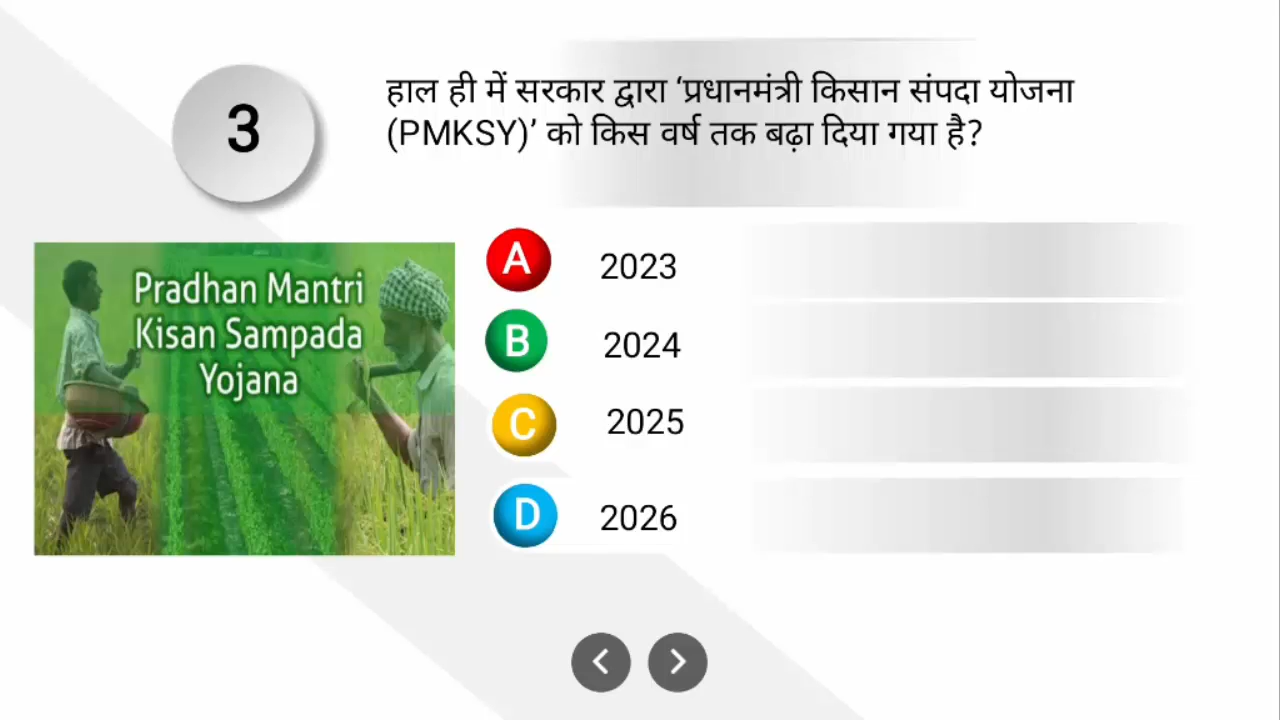 3
हाल ही में सरकार द्वारा ‘प्रधानमंत्री किसान संपदा योजना
(PMKSY)’ को किस वर्ष तक बढ़ा दिया गया है?
Pradhan Mantri
Kisan Sampada
Yojana
A 2023
B 2024
C 2025
D 2026